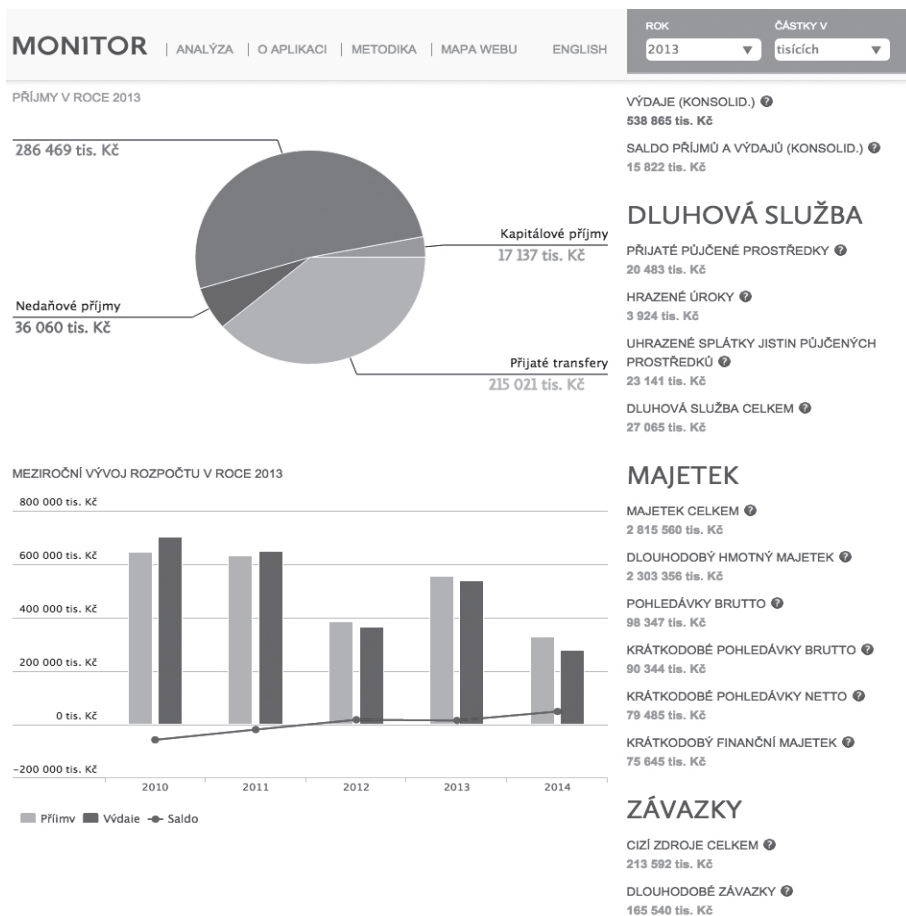 MONITOR | ANALÝZA | O APLIKACI | METODIKA | MAPA WEBU ENGLISH
ROK
2013
ČÁSTKY V
tisících
PŘÍJMY V ROCE 2013
286 469 tis. Kč
Kapitálové příjmy
17 137 tis. Kč
Nedaňové příjmy
36 060 tis. Kč
Přijaté transfery
215 021 tis. Kč
MEZIROČNÍ VÝVOJ ROZPOČTU V ROCE 2013
800 000 tis. Kč
600 000 tis. Kč
400 000 tis. Kč
200 000 tis. Kč
0 tis. Kč
-200 000 tis. Kč
2010 2011 2012 2013 2014
Příjmy Výdaje Saldo
VÝDAJE (KONSOLID.) ?
538 865 tis. Kč
SALDO PŘÍJMŮ A VÝDAJŮ (KONSOLID.) ?
15 822 tis. Kč
DLUHOVÁ SLUŽBA
PŘIJATÉ PŮJČENÉ PROSTŘEDKY ?
20 483 tis. Kč
HRAZENÉ ÚROKY ?
3 924 tis. Kč
UHRAZENÉ SPLÁTKY JISTIN PŮJČENÝCH
PROSTŘEDKŮ ?
23 141 tis. Kč
DLUHOVÁ SLUŽBA CELKEM ?
27 065 tis. Kč
MAJETEK
MAJETEK CELKEM ?
2 815 560 tis. Kč
DLOUHODOBÝ HMOTNÝ MAJETEK ?
2 303 356 tis. Kč
POHLEDÁVKY BRUTTO ?
98 347 tis. Kč
KRÁTKODOBÉ POHLEDÁVKY BRUTTO ?
90 344 tis. Kč
KRÁTKODOBÉ POHLEDÁVKY NETTO ?
79 485 tis. Kč
KRÁTKODOBÝ FINANČNÍ MAJETEK ?
75 645 tis. Kč
ZÁVAZKY
CIZÍ ZDROJE CELKEM ?
213 592 tis. Kč
DLOUHODOBÉ ZÁVAZKY ?
165 540 tis. Kč